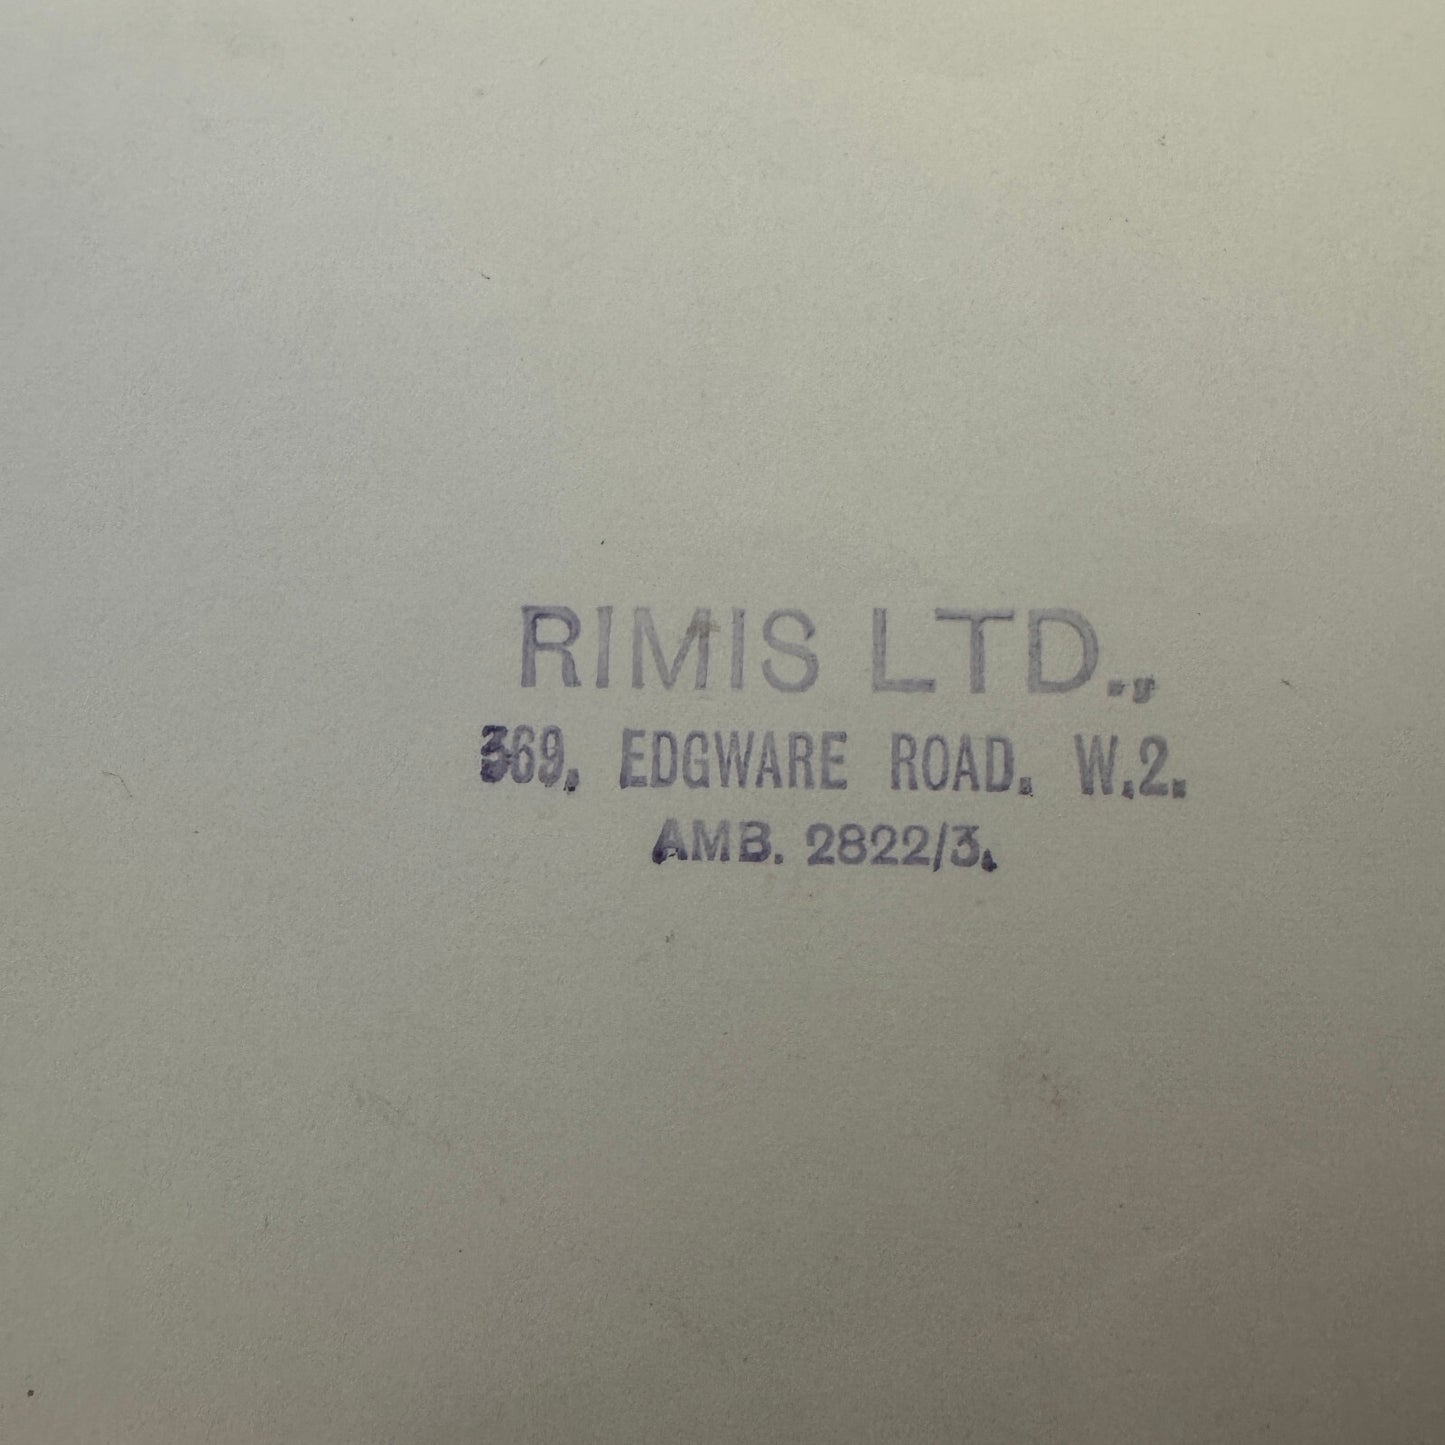 RIMIS LTD.,
369, EDGWARE ROAD. W.2.
AMB. 2822/3.